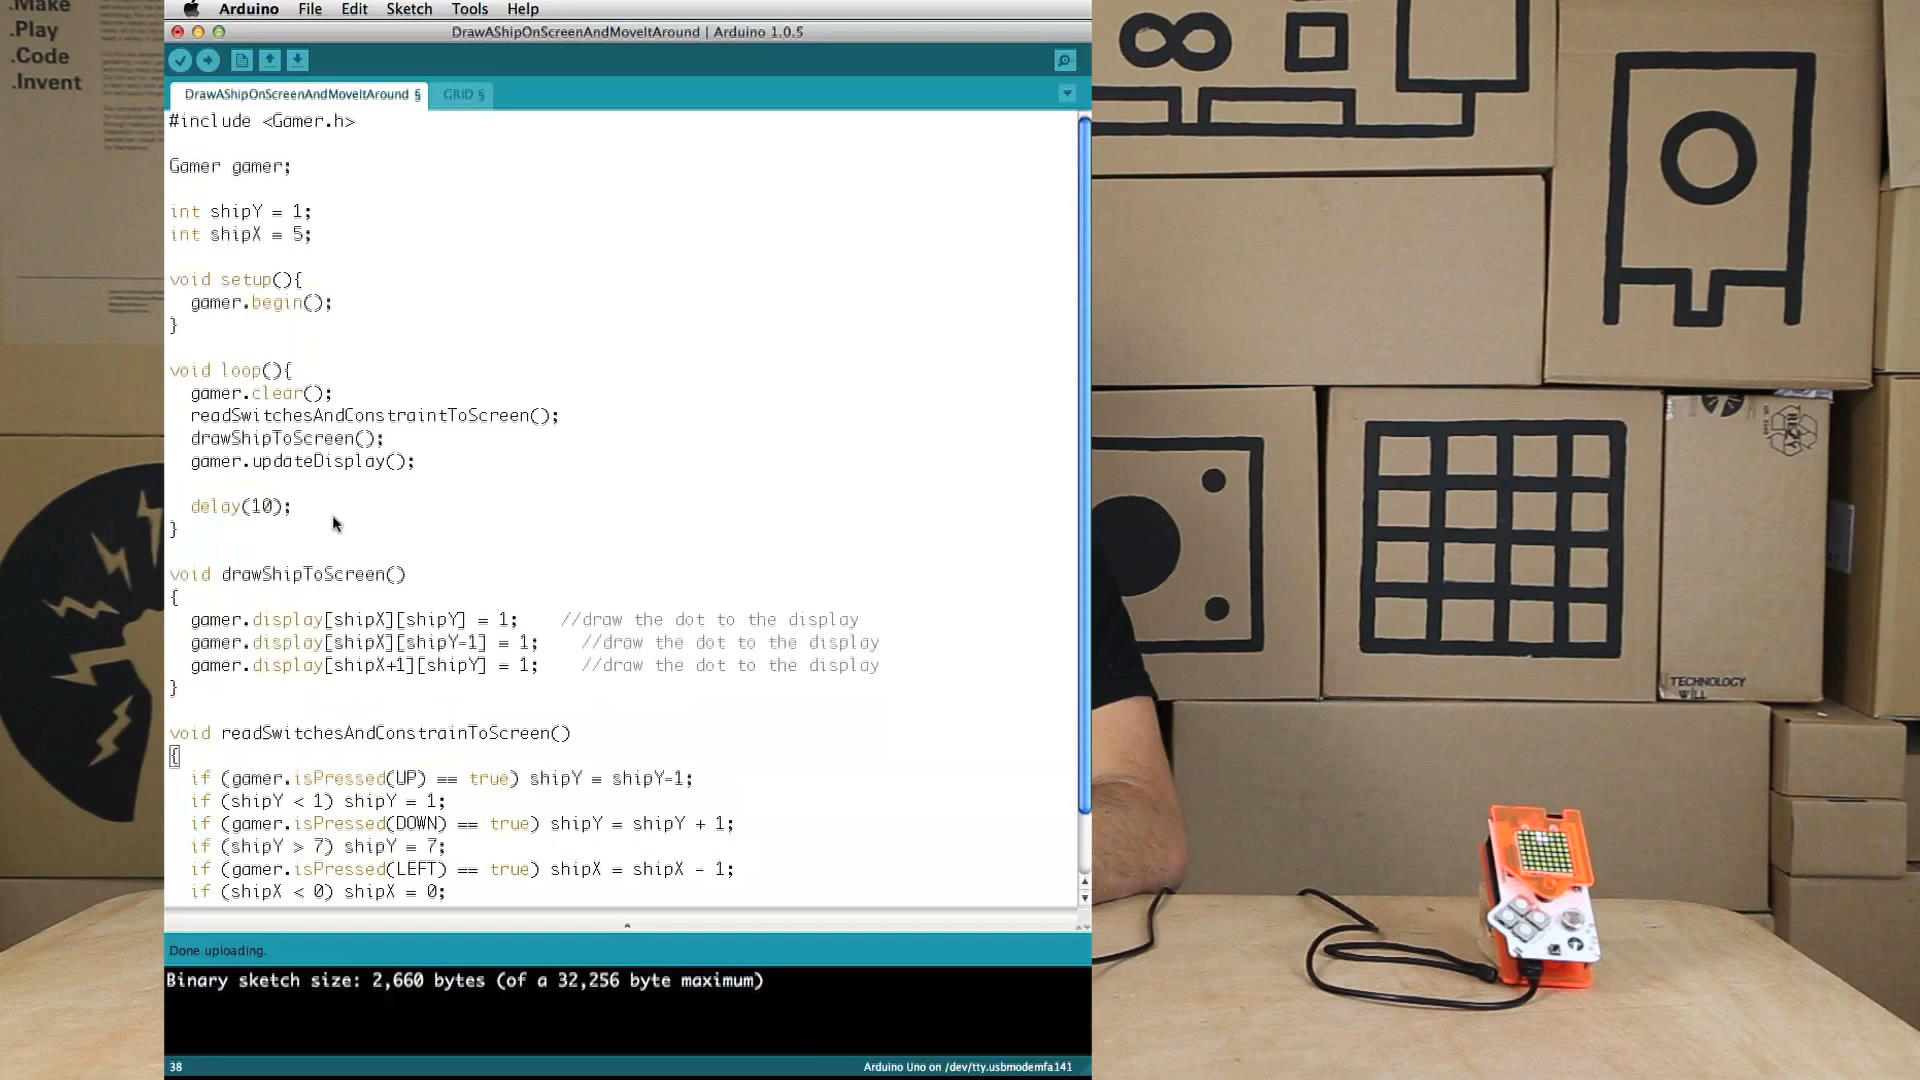 .Make
.Play
.Code
.Invent
Arduino File Edit Sketch Tools Help
DrawAShipOnScreenAndMoveItAround | Arduino 1.0.5
DrawAShipOnScreenAndMoveItAround § GRID §
#include <Gamer.h>
Gamer gamer;
int shipY = 1;
int shipX = 5;
void setup(){
gamer.begin();
}
void loop(){
gamer.clear();
readSwitchesAndConstraintToScreen();
drawShipToScreen();
gamer.updateDisplay();
delay(10);
}
void drawShipToScreen()
{
gamer.display[shipX][shipY] = 1; //draw the dot to the display
gamer.display[shipX][shipY-1] = 1; //draw the dot to the display
gamer.display[shipX+1][shipY] = 1; //draw the dot to the display
}
void readSwitchesAndConstrainToScreen()
{
if (gamer.isPressed(UP) == true) shipY = shipY-1;
if (shipY < 1) shipY = 1;
if (gamer.isPressed(DOWN) == true) shipY = shipY + 1;
if (shipY > 7) shipY = 7;
if (gamer.isPressed(LEFT) == true) shipX = shipX - 1;
if (shipX < 0) shipX = 0;
Done uploading.
Binary sketch size: 2,660 bytes (of a 32,256 byte maximum)
38 Arduino Uno on /dev/tty.usbmodemfa141
TECHNOLOGY
WILL